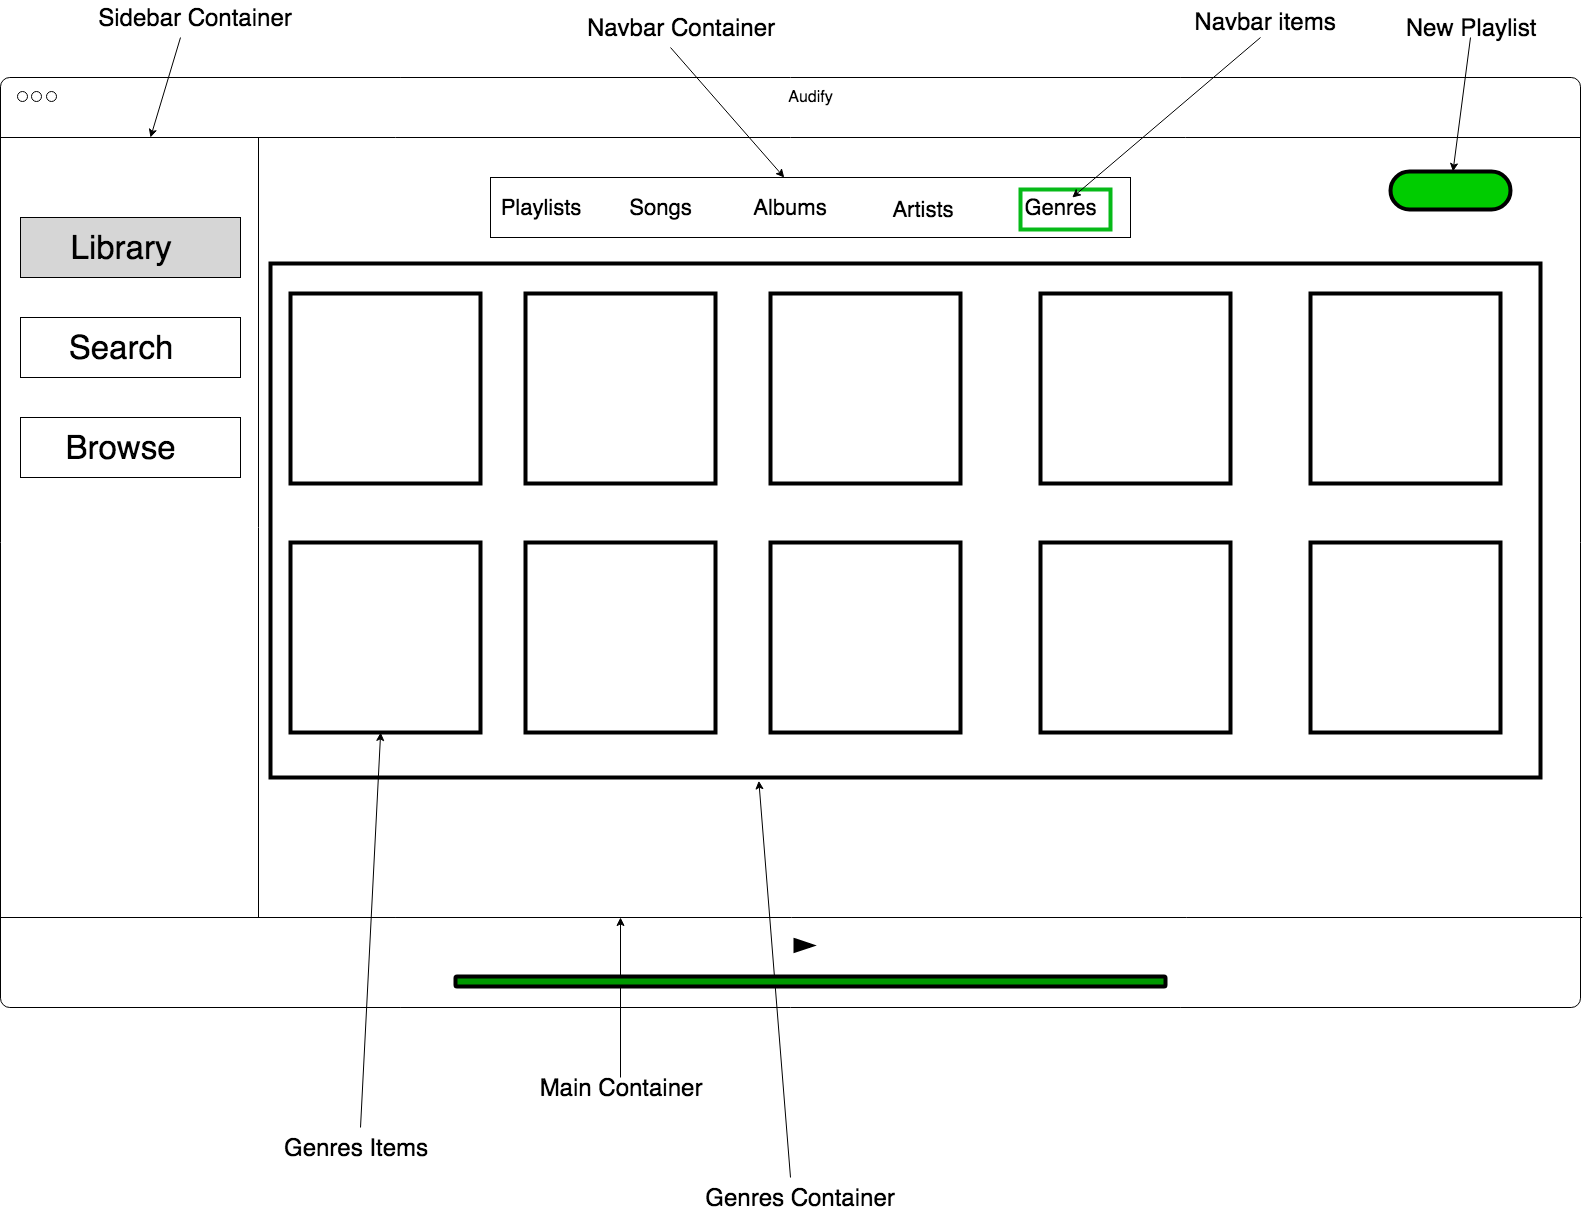 Sidebar Container
Navbar Container
Navbar items
New Playlist
Audify
Playlists
Songs
Albums
Artists
Genres
Library
Search
Browse
Main Container
Genres Items
Genres Container